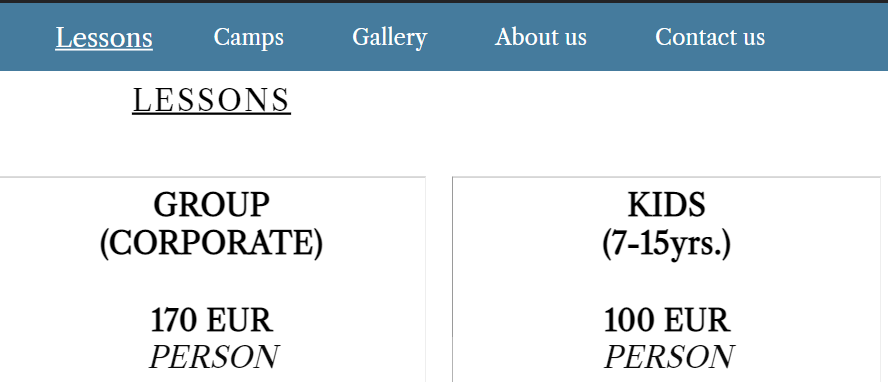 Lessons Camps Gallery About us Contact us
LESSONS
GROUP
(CORPORATE)
170 EUR
PERSON
KIDS
(7-15yrs.)
100 EUR
PERSON